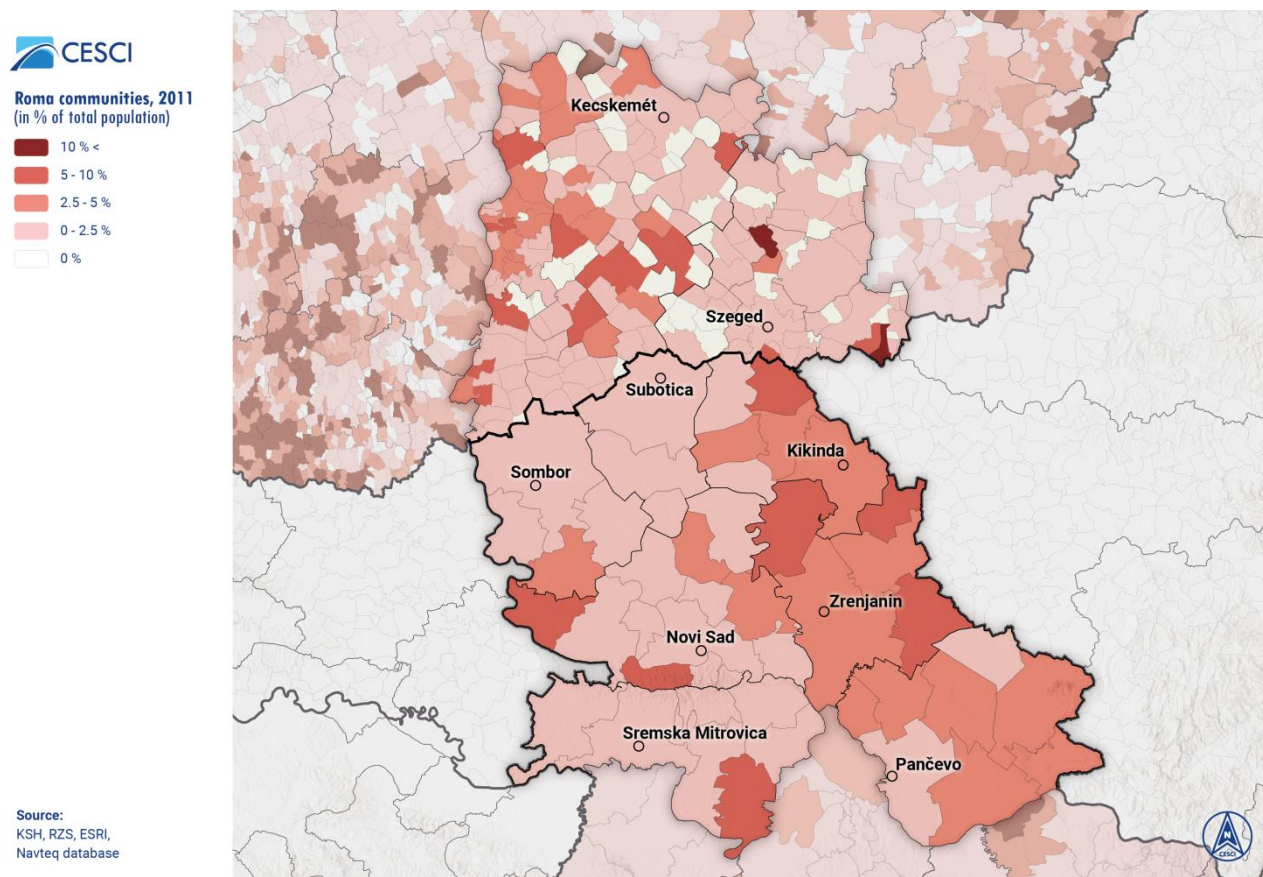 CESCI
Roma communities, 2011
(in % of total population)
10 % <
5 - 10 %
2.5 - 5 %
0 - 2.5 %
0 %
Kecskemét
Szeged
Subotica
Kikinda
Sombor
Zrenjanin
Novi Sad
Sremska Mitrovica
Pančevo
Source:
KSH, RZS, ESRI,
Navteq database
N
CESCI